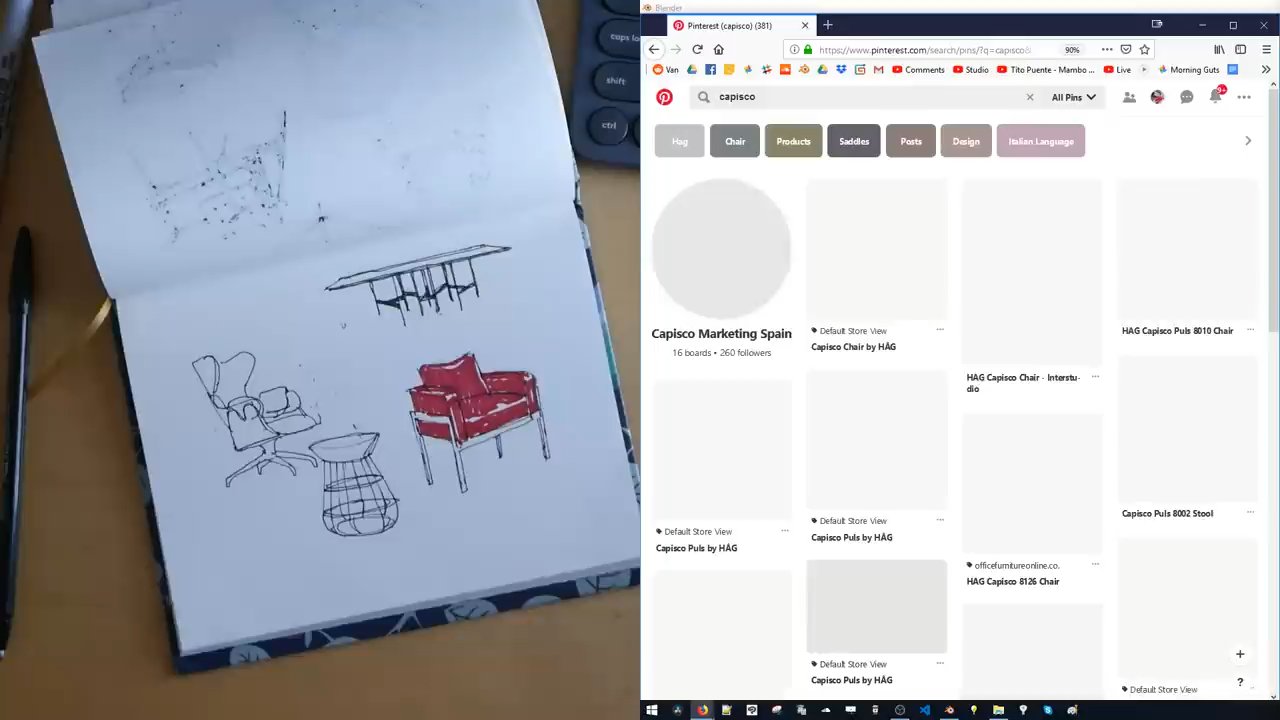 caps lo
shift
ctrl
Blender
Pinterest (capisco) (381)
https://www.pinterest.com/search/pins/?q=capisco&
90%
Van
Comments
Studio
Tito Puente - Mambo ...
Live
Morning Guts
capisco
All Pins
9+
Hag
Chair
Products
Saddles
Posts
Design
Italian Language
Capisco Marketing Spain
16 boards • 260 followers
Default Store View
Capisco Puls by HÅG
Default Store View
Capisco Chair by HÅG
Default Store View
Capisco Puls by HÅG
Default Store View
Capisco Puls by HÅG
HAG Capisco Chair - Interstu-
dio
officefurnitureonline.co.
HAG Capisco 8126 Chair
HAG Capisco Puls 8010 Chair
Capisco Puls 8002 Stool
Default Store View